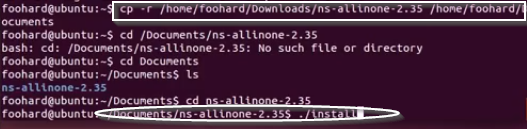 foohard@ubuntu:~$ cp -r /home/foohard/Downloads/ns-allinone-2.35 /home/foohard/D
ocuments
foohard@ubuntu:~$ cd /Documents/ns-allinone-2.35
bash: cd: /Documents/ns-allinone-2.35: No such file or directory
foohard@ubuntu:~$ cd Documents
foohard@ubuntu:~/Documents$ ls
ns-allinone-2.35
foohard@ubuntu:~/Documents$ cd ns-allinone-2.35
foohard@ubuntu:~/Documents/ns-allinone-2.35$ ./install